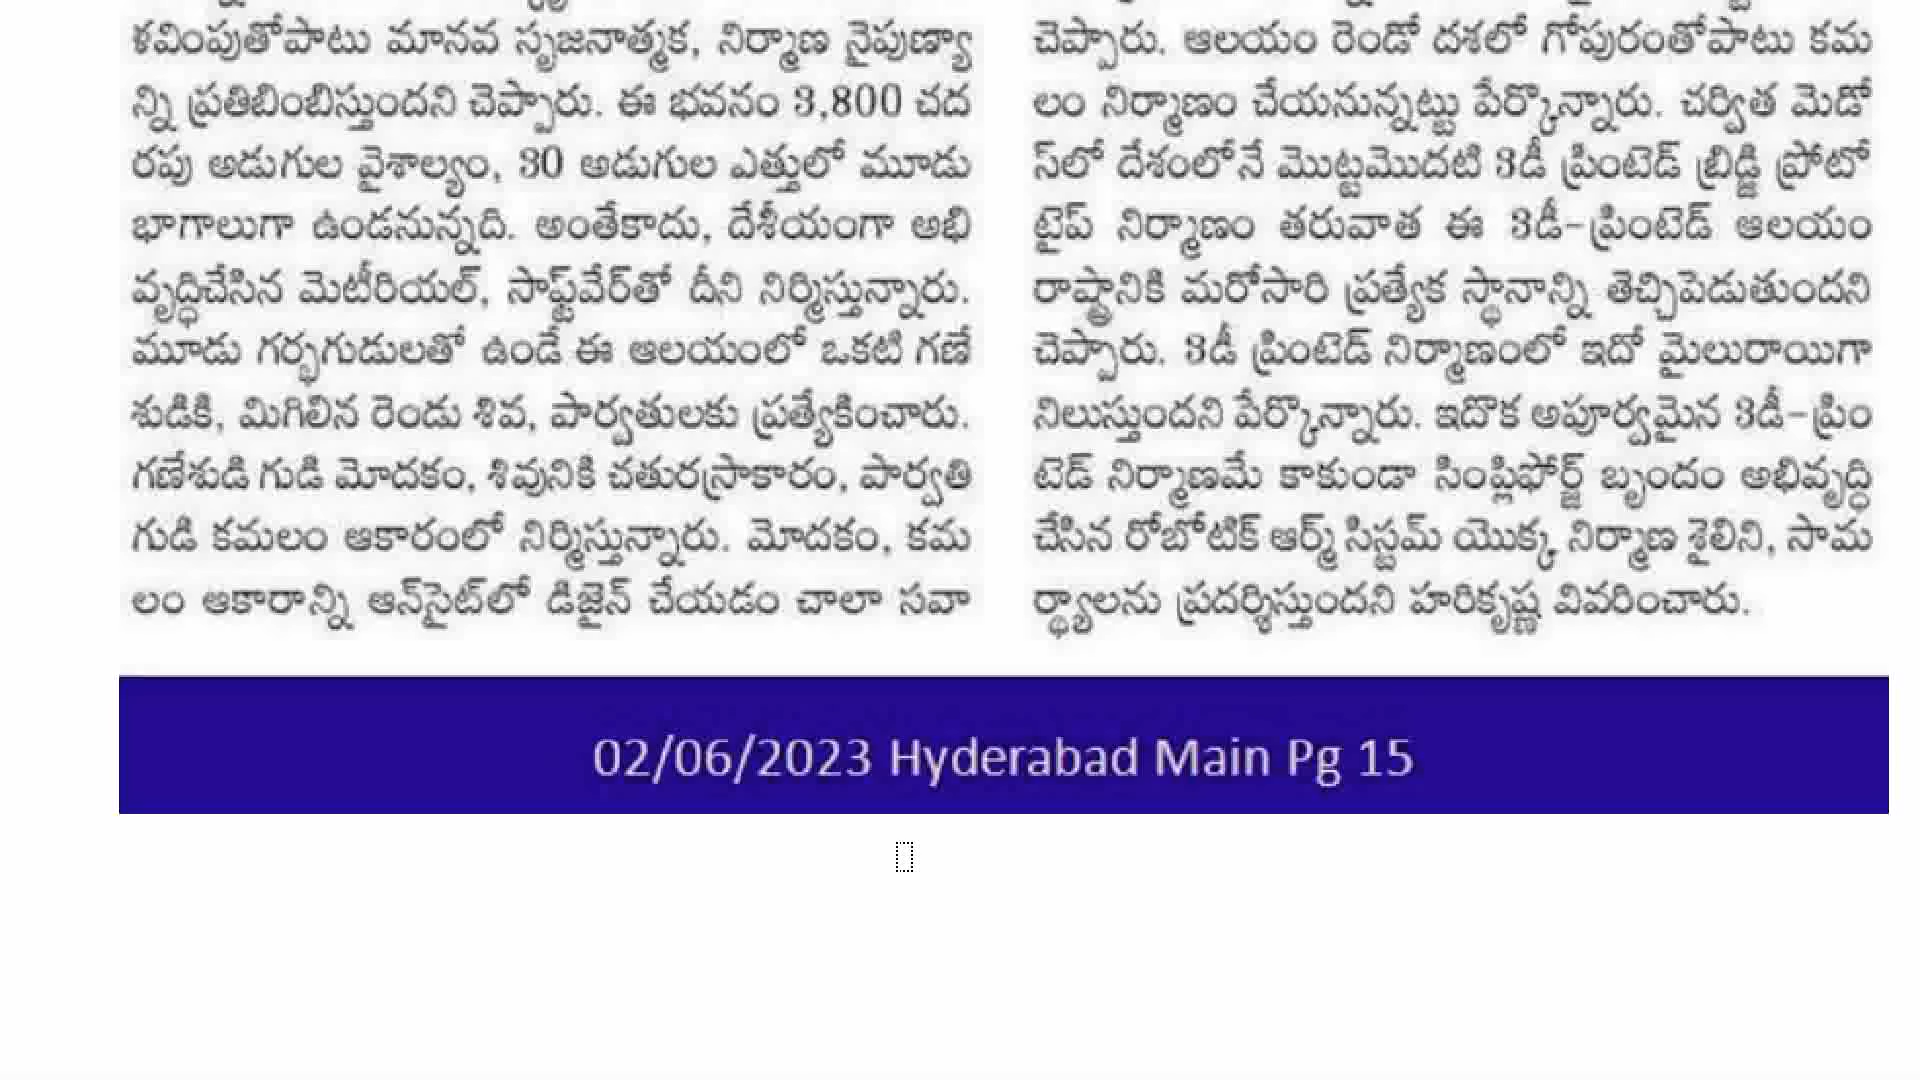 శవింపుతోపాటు మానవ సృజనాత్మక, నిర్మాణ నైపుణ్యా
న్ని ప్రతిబింబిస్తుందని చెప్పారు. ఈ భవనం 3,800 చద
రపు అడుగుల వైశాల్యం, 30 అడుగుల ఎత్తులో మూడు
భాగాలుగా ఉండనున్నది. అంతేకాదు, దేశీయంగా అభి
వృద్ధిచేసిన మెటీరియల్, సాఫ్ట్‌వేర్‌తో దీని నిర్మిస్తున్నారు.
మూడు గర్భగుడులతో ఉండే ఈ ఆలయంలో ఒకటి గణే
శుడికి, మిగిలిన రెండు శివ, పార్వతులకు ప్రత్యేకించారు.
గణేశుడి గుడి మోదకం, శివునికి చతురస్రాకారం, పార్వతి
గుడి కమలం ఆకారంలో నిర్మిస్తున్నారు. మోదకం, కమ
లం ఆకారాన్ని ఆన్‌సైట్‌లో డిజైన్ చేయడం చాలా సవా
చెప్పారు. ఆలయం రెండో దశలో గోపురంతోపాటు కమ
లం నిర్మాణం చేయనున్నట్టు పేర్కొన్నారు. చర్విత మెడో
స్‌లో దేశంలోనే మొట్టమొదటి 3డీ ప్రింటెడ్ బ్రిడ్జి ప్రోటో
టైప్ నిర్మాణం తరువాత ఈ 3డీ-ప్రింటెడ్ ఆలయం
రాష్ట్రానికి మరోసారి ప్రత్యేక స్థానాన్ని తెచ్చిపెడుతుందని
చెప్పారు. 3డీ ప్రింటెడ్ నిర్మాణంలో ఇదో మైలురాయిగా
నిలుస్తుందని పేర్కొన్నారు. ఇదొక అపూర్వమైన 3డీ-ప్రిం
టెడ్ నిర్మాణమే కాకుండా సింప్లిఫోర్జ్ బృందం అభివృద్ధి
చేసిన రోబోటిక్ ఆర్మ్ సిస్టమ్ యొక్క నిర్మాణ శైలిని, సామ
ర్థ్యాలను ప్రదర్శిస్తుందని హరికృష్ణ వివరించారు.
02/06/2023 Hyderabad Main Pg 15